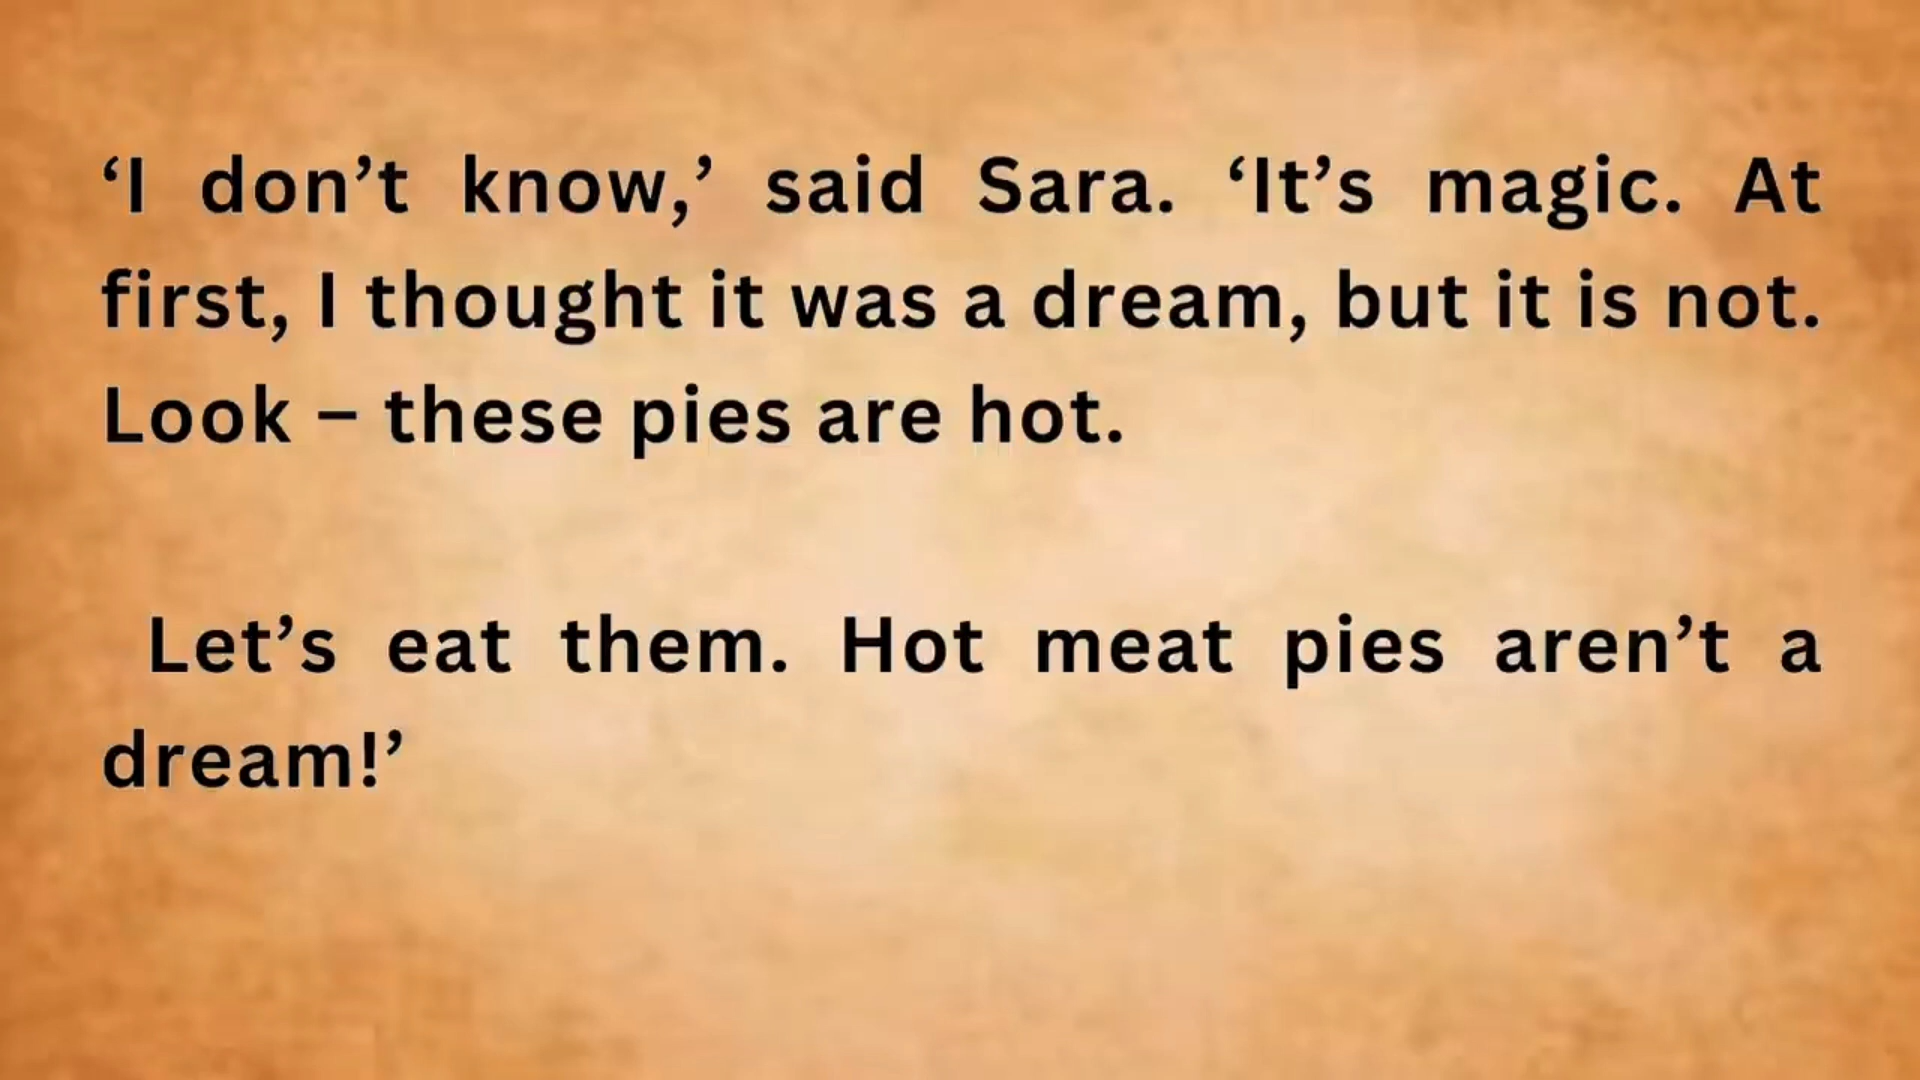 ‘I don’t know,’ said Sara. ‘It’s magic. At
first, I thought it was a dream, but it is not.
Look – these pies are hot.
Let’s eat them. Hot meat pies aren’t a
dream!’